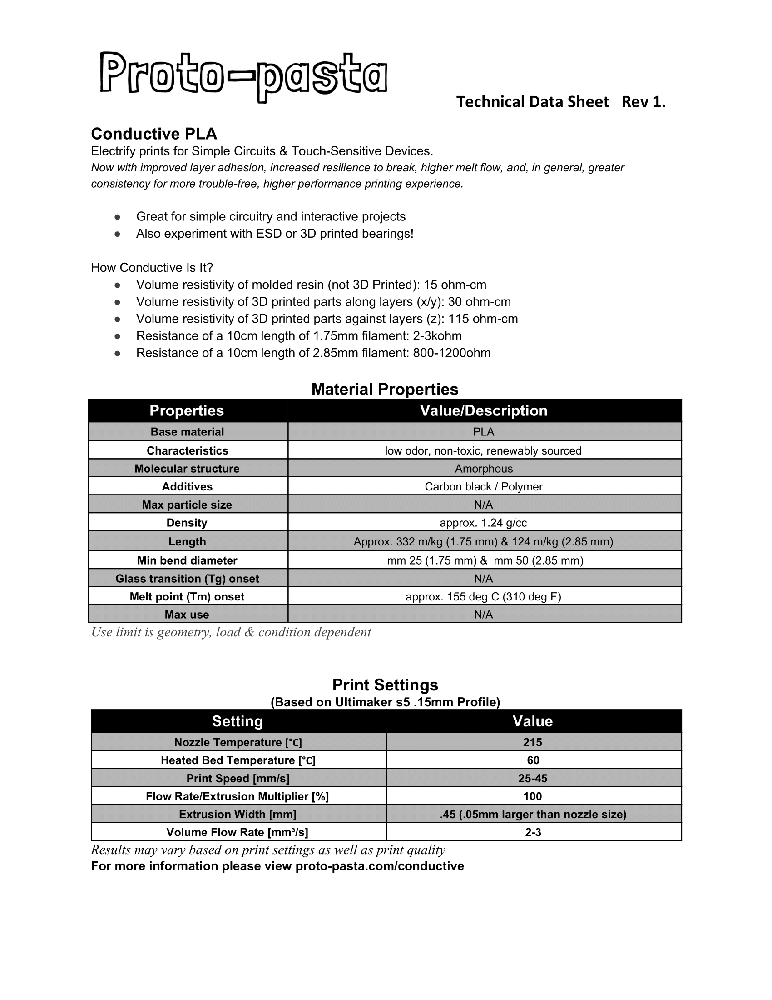 Proto-pasta
Technical Data Sheet   Rev 1.
Conductive PLA
Electrify prints for Simple Circuits & Touch-Sensitive Devices.
Now with improved layer adhesion, increased resilience to break, higher melt flow, and, in general, greater
consistency for more trouble-free, higher performance printing experience.
● Great for simple circuitry and interactive projects
● Also experiment with ESD or 3D printed bearings!
How Conductive Is It?
● Volume resistivity of molded resin (not 3D Printed): 15 ohm-cm
● Volume resistivity of 3D printed parts along layers (x/y): 30 ohm-cm
● Volume resistivity of 3D printed parts against layers (z): 115 ohm-cm
● Resistance of a 10cm length of 1.75mm filament: 2-3kohm
● Resistance of a 10cm length of 2.85mm filament: 800-1200ohm
Material Properties
Properties Value/Description
Base material PLA
Characteristics low odor, non-toxic, renewably sourced
Molecular structure Amorphous
Additives Carbon black / Polymer
Max particle size N/A
Density approx. 1.24 g/cc
Length Approx. 332 m/kg (1.75 mm) & 124 m/kg (2.85 mm)
Min bend diameter mm 25 (1.75 mm) &  mm 50 (2.85 mm)
Glass transition (Tg) onset N/A
Melt point (Tm) onset approx. 155 deg C (310 deg F)
Max use N/A
Use limit is geometry, load & condition dependent
Print Settings
(Based on Ultimaker s5 .15mm Profile)
Setting Value
Nozzle Temperature [°C] 215
Heated Bed Temperature [°C] 60
Print Speed [mm/s] 25-45
Flow Rate/Extrusion Multiplier [%] 100
Extrusion Width [mm] .45 (.05mm larger than nozzle size)
Volume Flow Rate [mm³/s] 2-3
Results may vary based on print settings as well as print quality
For more information please view proto-pasta.com/conductive